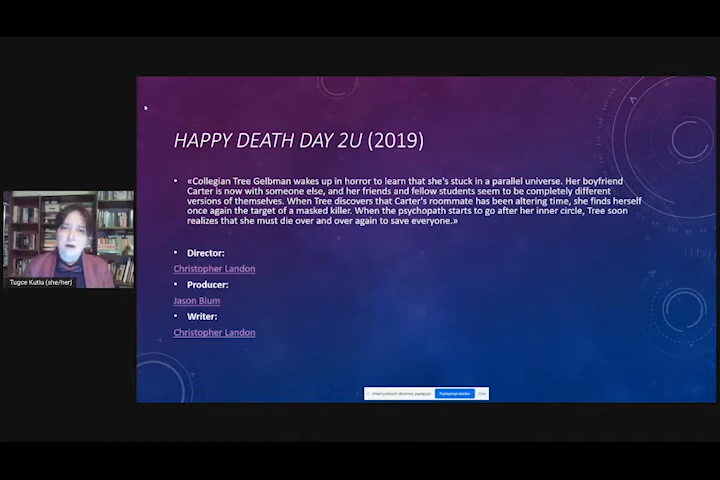 HAPPY DEATH DAY 2U (2019)
• «Collegian Tree Gelbman wakes up in horror to learn that she's stuck in a parallel universe. Her boyfriend
Carter is now with someone else, and her friends and fellow students seem to be completely different
versions of themselves. When Tree discovers that Carter's roommate has been altering time, she finds herself
once again the target of a masked killer. When the psychopath starts to go after her inner circle, Tree soon
realizes that she must die over and over again to save everyone.»
• Director:
Christopher Landon
• Producer:
Jason Blum
• Writer:
Christopher Landon
Tugce Kutlu (she/her)